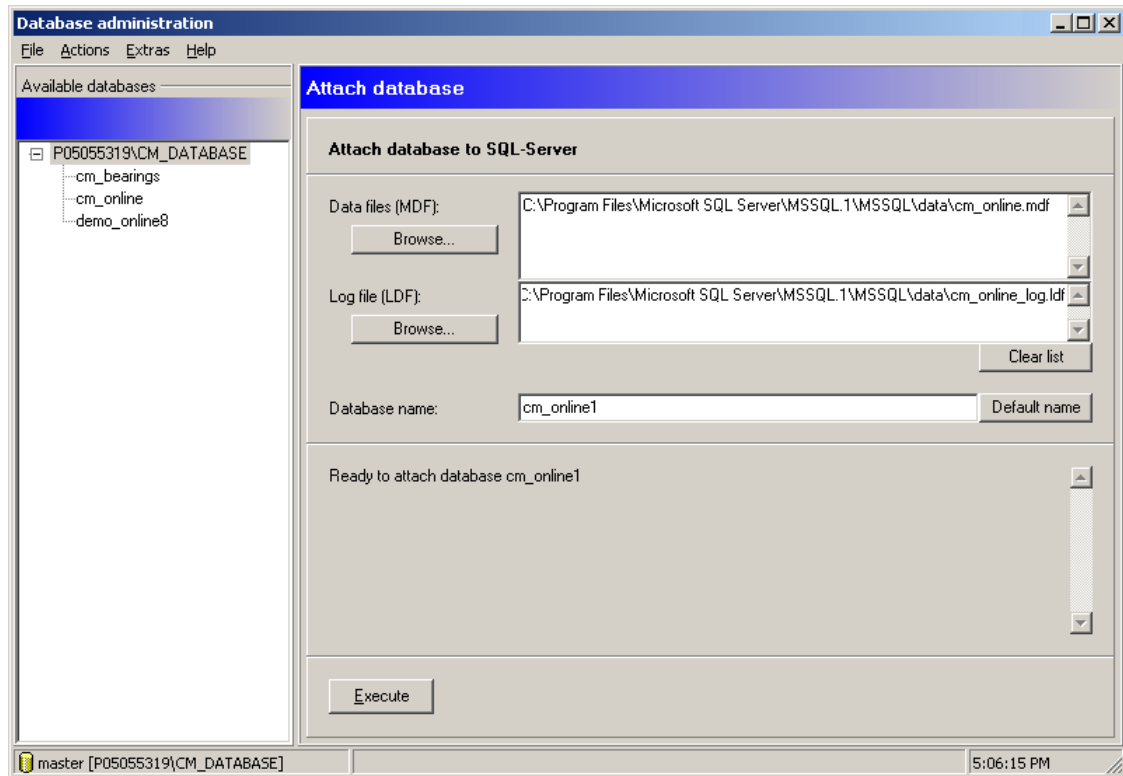 Database administration
File Actions Extras Help
Available databases
P05055319\CM_DATABASE
cm_bearings
cm_online
demo_online8
Attach database
Attach database to SQL-Server
Data files (MDF):
C:\Program Files\Microsoft SQL Server\MSSQL.1\MSSQL\data\cm_online.mdf
Browse...
Log file (LDF):
C:\Program Files\Microsoft SQL Server\MSSQL.1\MSSQL\data\cm_online_log.ldf
Browse...
Clear list
Database name:
cm_online1
Default name
Ready to attach database cm_online1
Execute
master [P05055319\CM_DATABASE]
5:06:15 PM